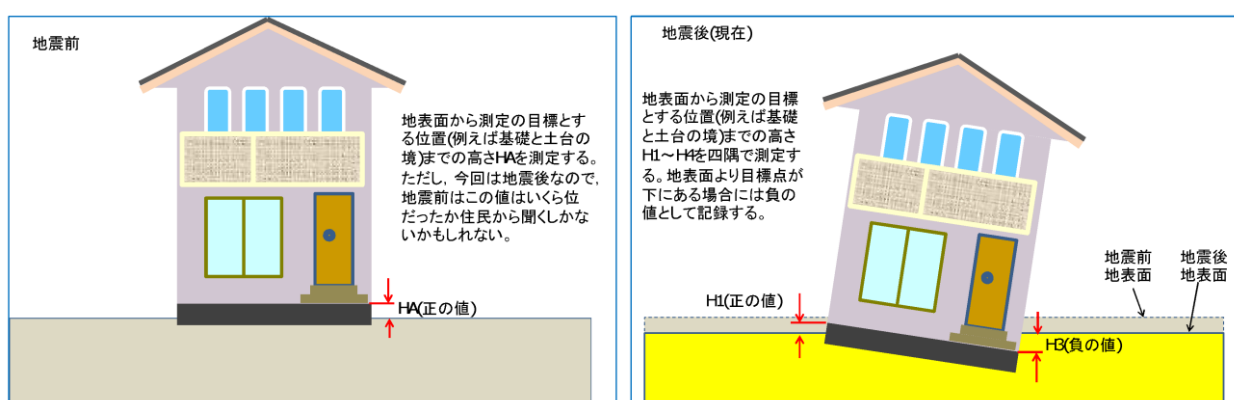 地震前
地表面から測定の目標とす
る位置(例えば基礎と土台の
境)までの高さHAを測定する。
ただし、今回は地震後なので、
地震前はこの値はいくら位
だったか住民から聞くしかな
いかもしれない。
HA(正の値)
地震後(現在)
地表面から測定の目標
とする位置(例えば基礎
と土台の境)までの高さ
H1～H4を四隅で測定す
る。地表面より目標点が
下にある場合には負の
値として記録する。
地震前
地表面
地震後
地表面
H1(正の値)
H3(負の値)